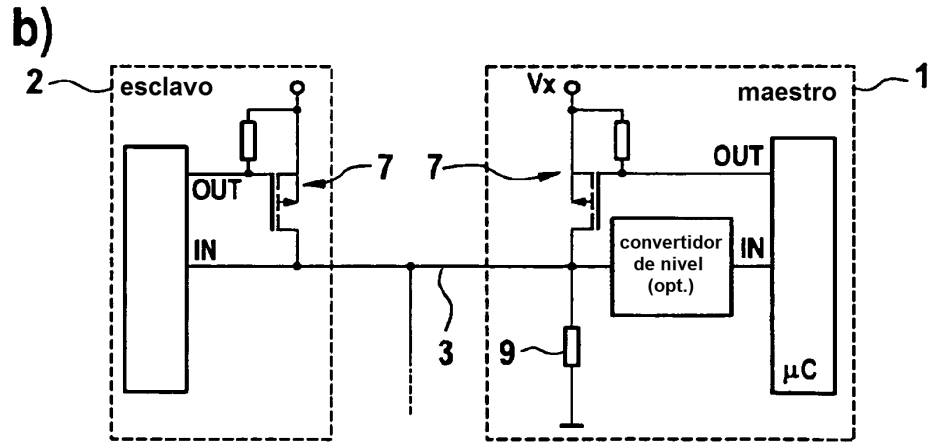 b)
2
esclavo
Vx
maestro
1
7
7
OUT
OUT
IN
convertidor
de nivel
(opt.)
IN
3
9
μC